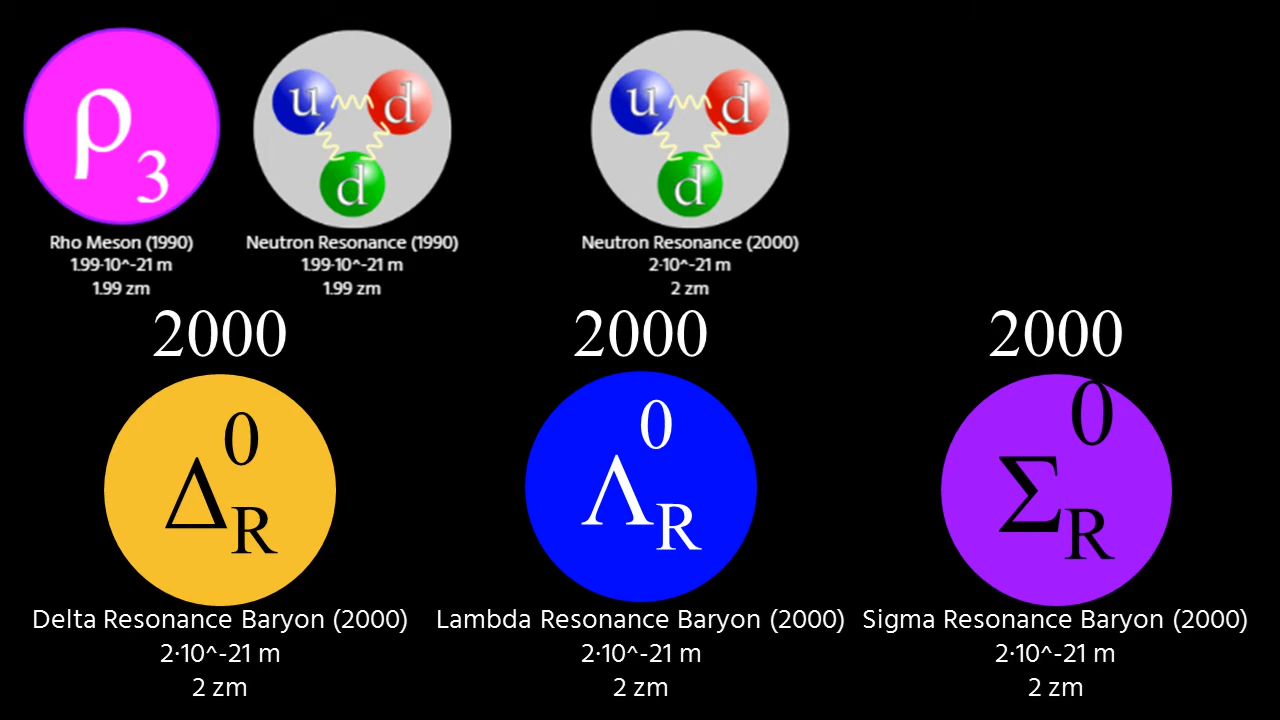 ρ
3
Rho Meson (1990)
1.99·10^-21 m
1.99 zm
u
d
d
Neutron Resonance (1990)
1.99·10^-21 m
1.99 zm
u
d
d
Neutron Resonance (2000)
2·10^-21 m
2 zm
2000
0
Δ
R
Delta Resonance Baryon (2000)
2·10^-21 m
2 zm
2000
0
Λ
R
Lambda Resonance Baryon (2000)
2·10^-21 m
2 zm
2000
0
Σ
R
Sigma Resonance Baryon (2000)
2·10^-21 m
2 zm